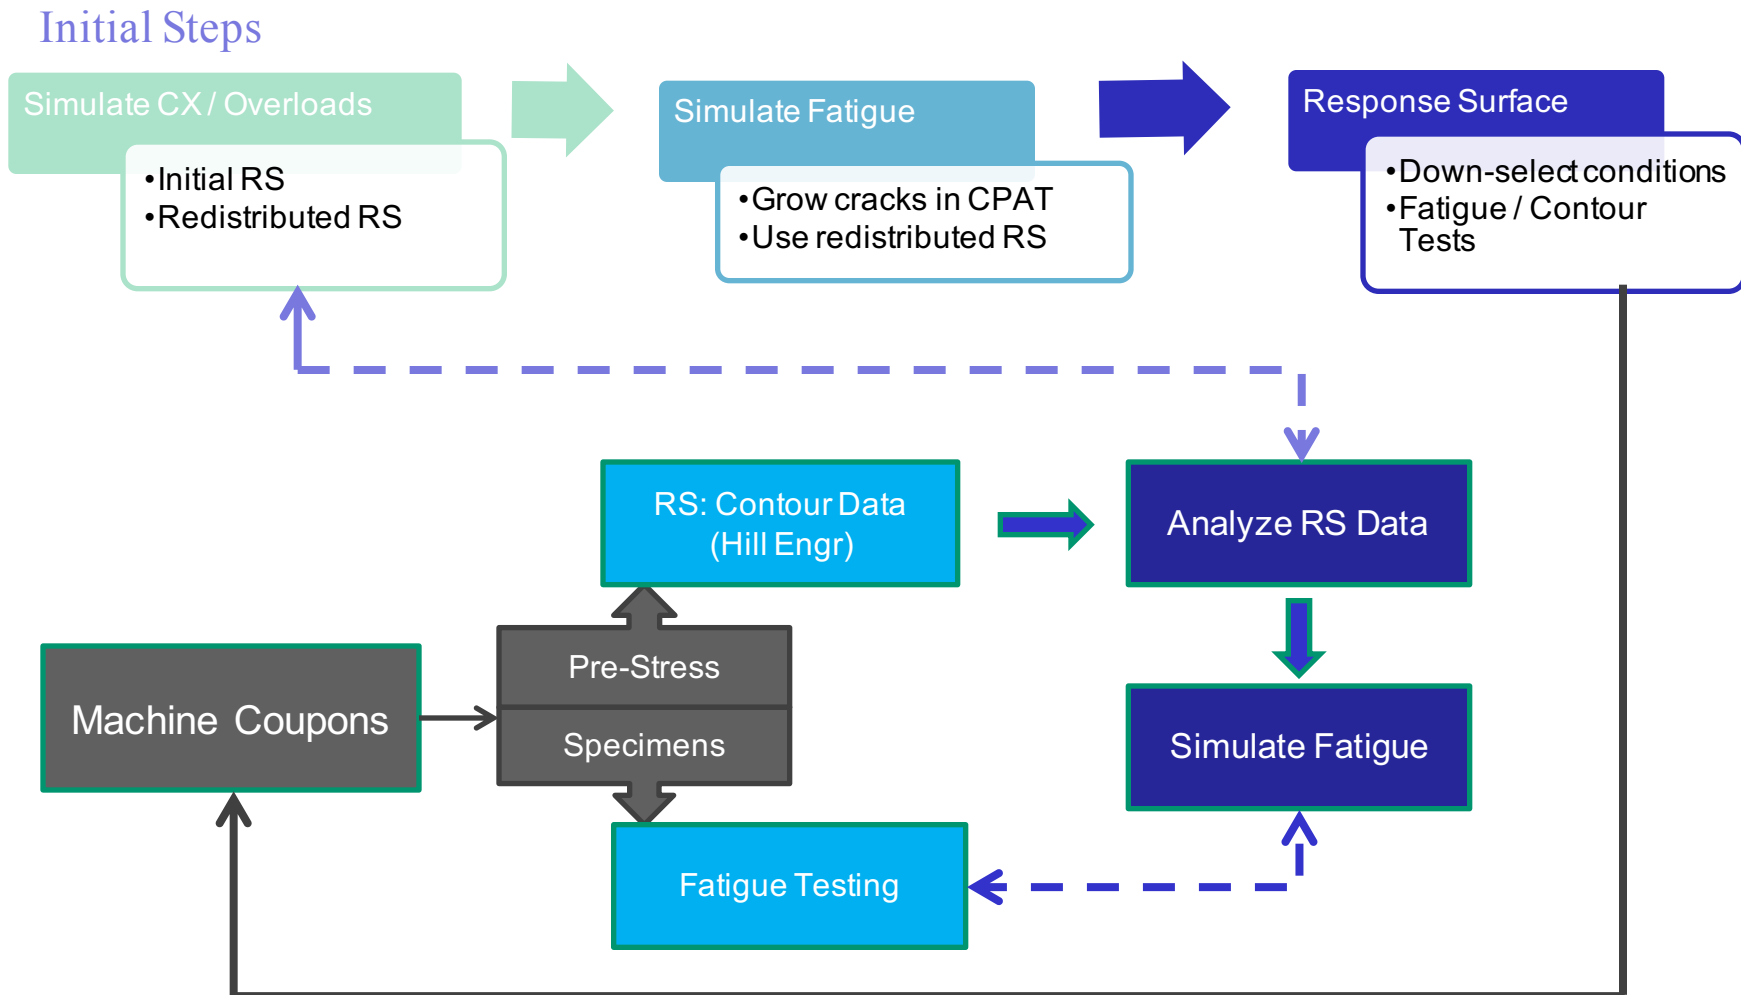 Initial Steps
Simulate CX / Overloads
•Initial RS
•Redistributed RS
Simulate Fatigue
•Grow cracks in CPAT
•Use redistributed RS
Response Surface
•Down-select conditions
•Fatigue / Contour
Tests
RS: Contour Data
(Hill Engr)
Analyze RS Data
Pre-Stress
Machine Coupons
Specimens
Simulate Fatigue
Fatigue Testing